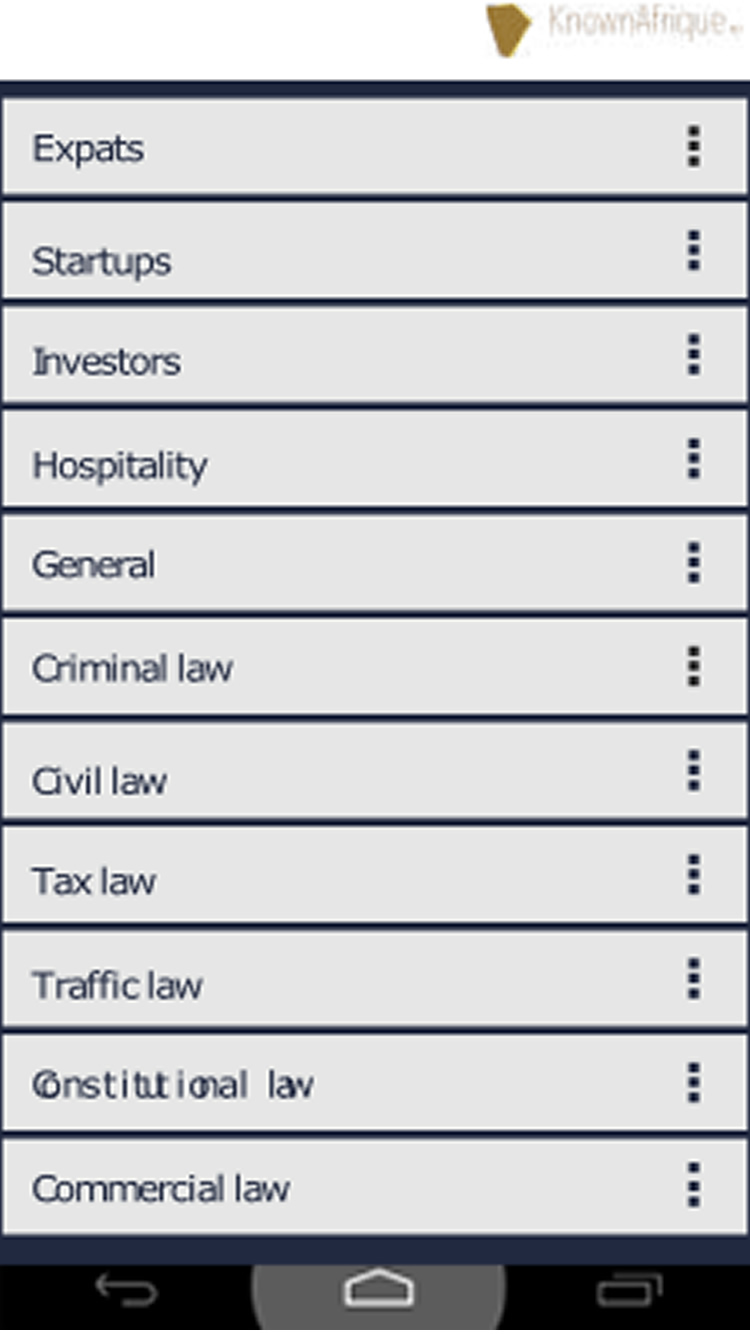 KnownAfrique
Expats
Startups
Investors
Hospitality
General
Criminal law
Civil law
Tax law
Traffic law
Constitutional law
Commercial law